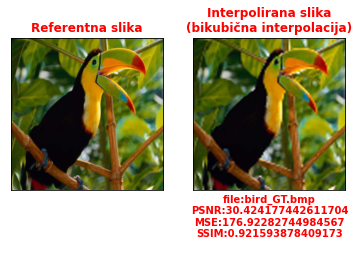 Referentna slika
Interpolirana slika
(bikubična interpolacija)
file:bird_GT.bmp
PSNR:30.424177442611704
MSE:176.92282744984567
SSIM:0.921593878409173